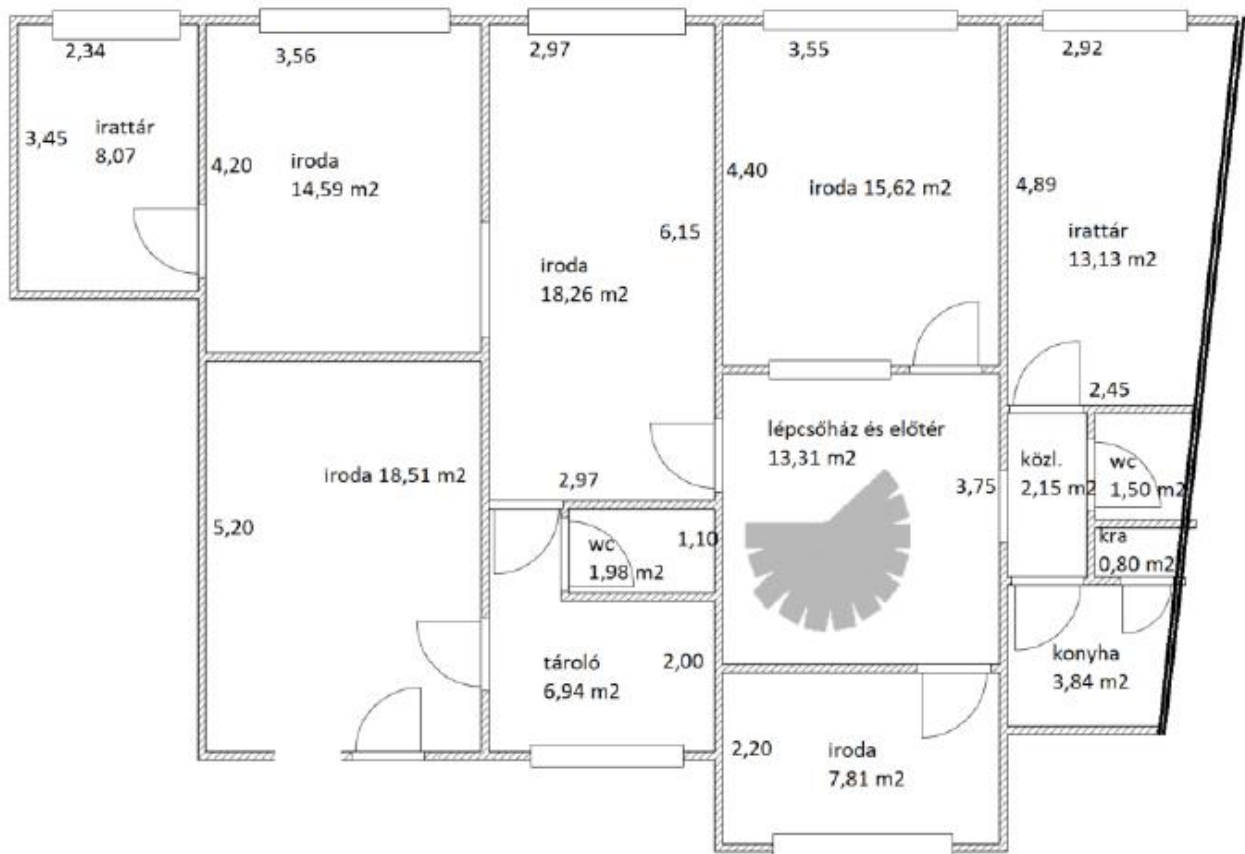 2,34
3,56
2,97
3,55
2,92
3,45
irattár
8,07
4,20
iroda
14,59 m2
6,15
iroda
18,26 m2
4,40
iroda 15,62 m2
4,89
irattár
13,13 m2
2,45
iroda 18,51 m2
5,20
2,97
lépcsőház és előtér
13,31 m2
3,75
közl.
2,15 m2
wc
1,50 m2
kra
0,80 m2
wc
1,98 m2
1,10
tároló
6,94 m2
2,00
konyha
3,84 m2
2,20
iroda
7,81 m2